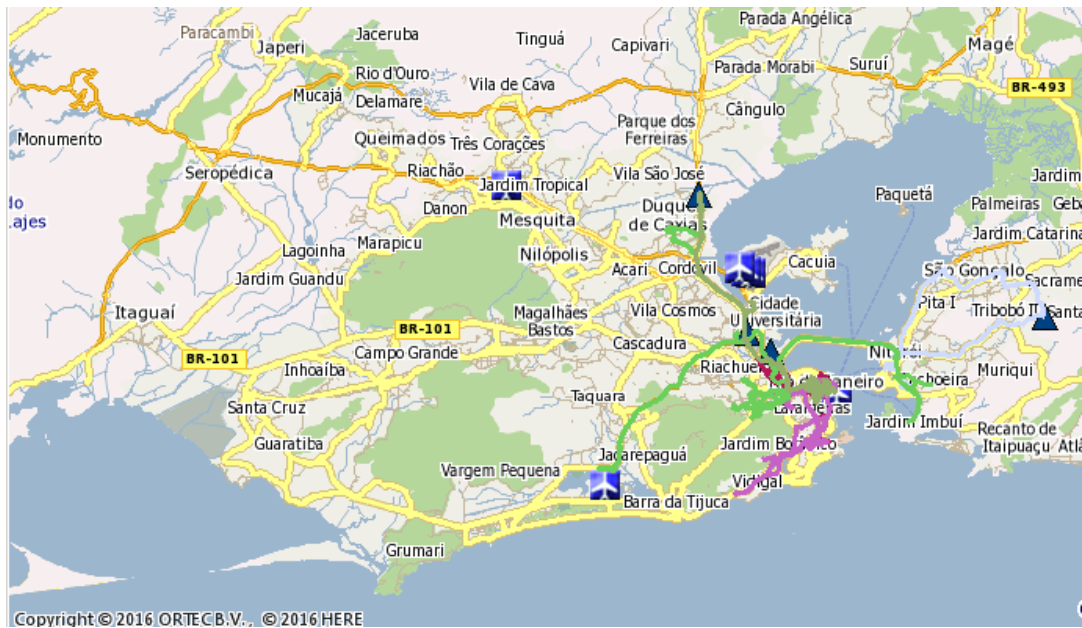 Parada Angélica
Paracambi
Jaceruba
Tinguá
Capivari
Magé
Japeri
Suruí
Rio d'Ouro
Parada Morabi
Vila de Cava
BR-493
Mucajá
Delamare
Cângulo
Parque dos
Ferreiras
Monumento
Queimados
Três Corações
Seropédica
Riachão
Vila São José
Jardim
Jardim Tropical
Paquetá
do
Lajes
Danon
Mesquita
Duque
de Caxias
Palmeiras
Jardim Catarina
Marapicu
Lagoinha
Nilópolis
Acari
Cordovil
Cacuia
São Gonçalo
Jardim Guandu
Pita I
Tribobó II
Itaguaí
Magalhães
Bastos
Vila Cosmos
Cidade
Universitária
BR-101
BR-101
Campo Grande
Cascadura
Inhoaíba
Muriqui
Taquara
Santa Cruz
Jardim Imbuí
Guaratiba
Recanto de
Itaipuaçu
Jacarepaguá
Vargem Pequena
Vidigal
Barra da Tijuca
Grumari
Copyright © 2016 ORTEC B.V., © 2016 HERE